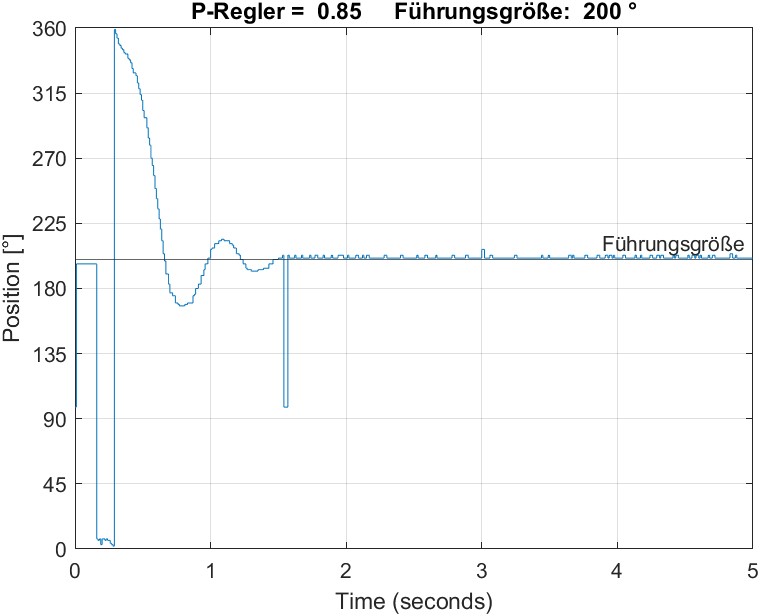 P-Regler = 0.85 Führungsgröße: 200 °
360
315
270
225
180
135
90
45
0
Position [°]
Führungsgröße
0 1 2 3 4 5
Time (seconds)